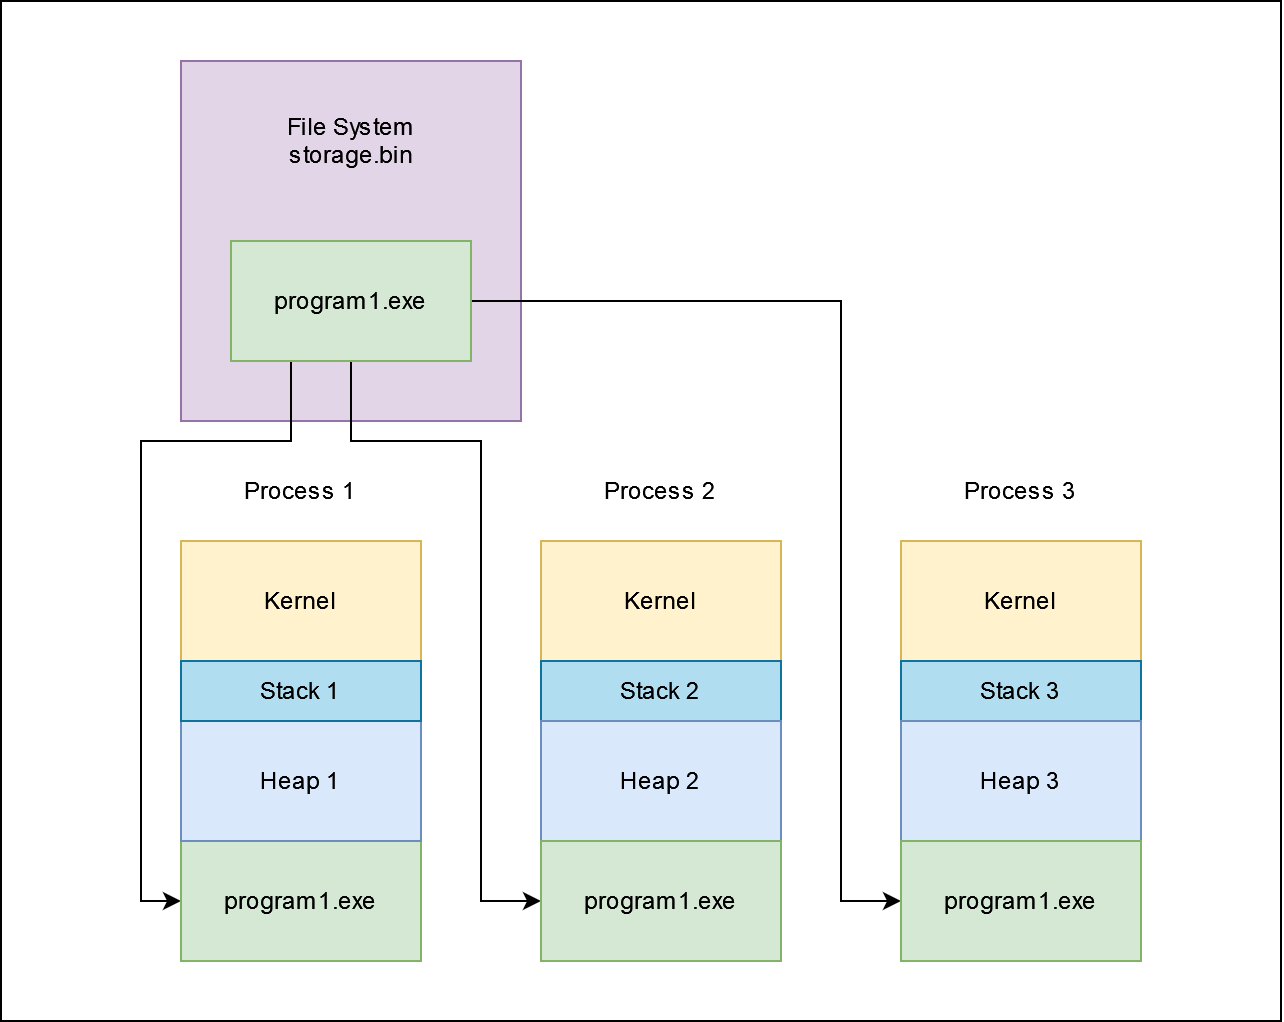 File System
storage.bin
program1.exe
Process 1
Process 2
Process 3
Kernel
Kernel
Kernel
Stack 1
Stack 2
Stack 3
Heap 1
Heap 2
Heap 3
program1.exe
program1.exe
program1.exe